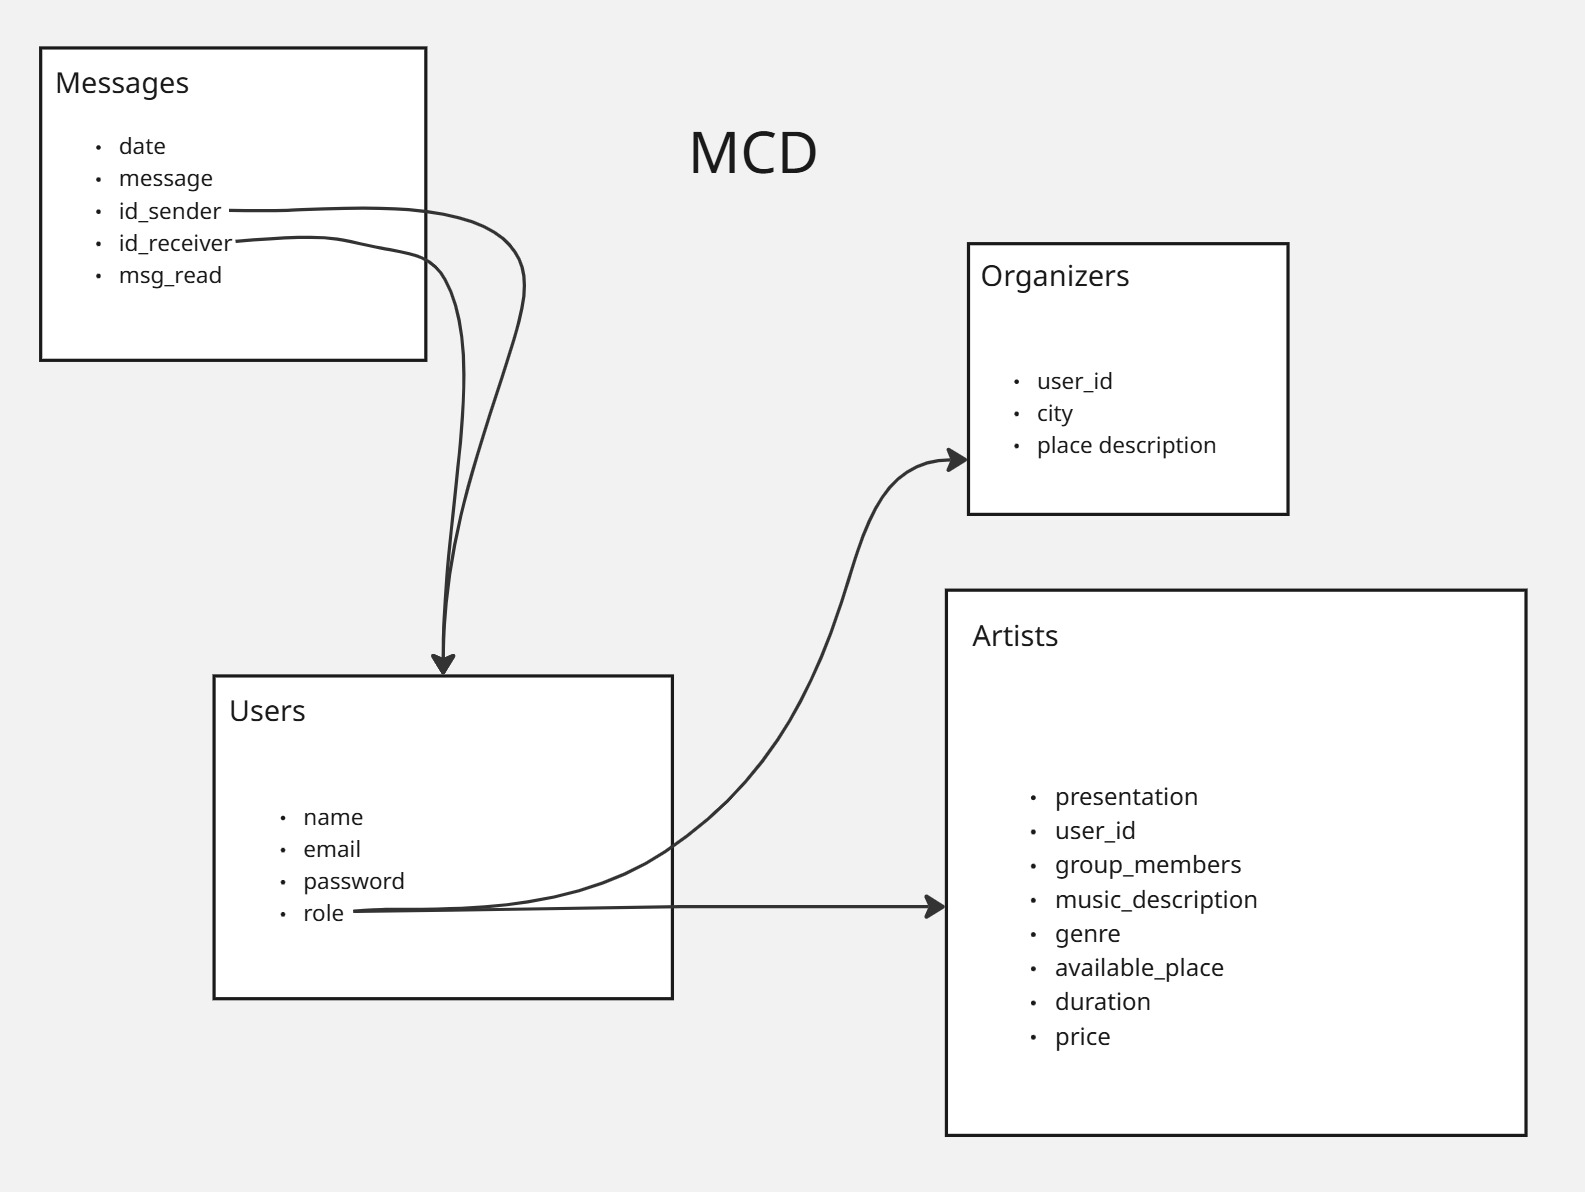 Messages
date
message
id_sender
id_receiver
msg_read
MCD
Organizers
user_id
city
place description
Users
name
email
password
role
Artists
presentation
user_id
group_members
music_description
genre
available_place
duration
price